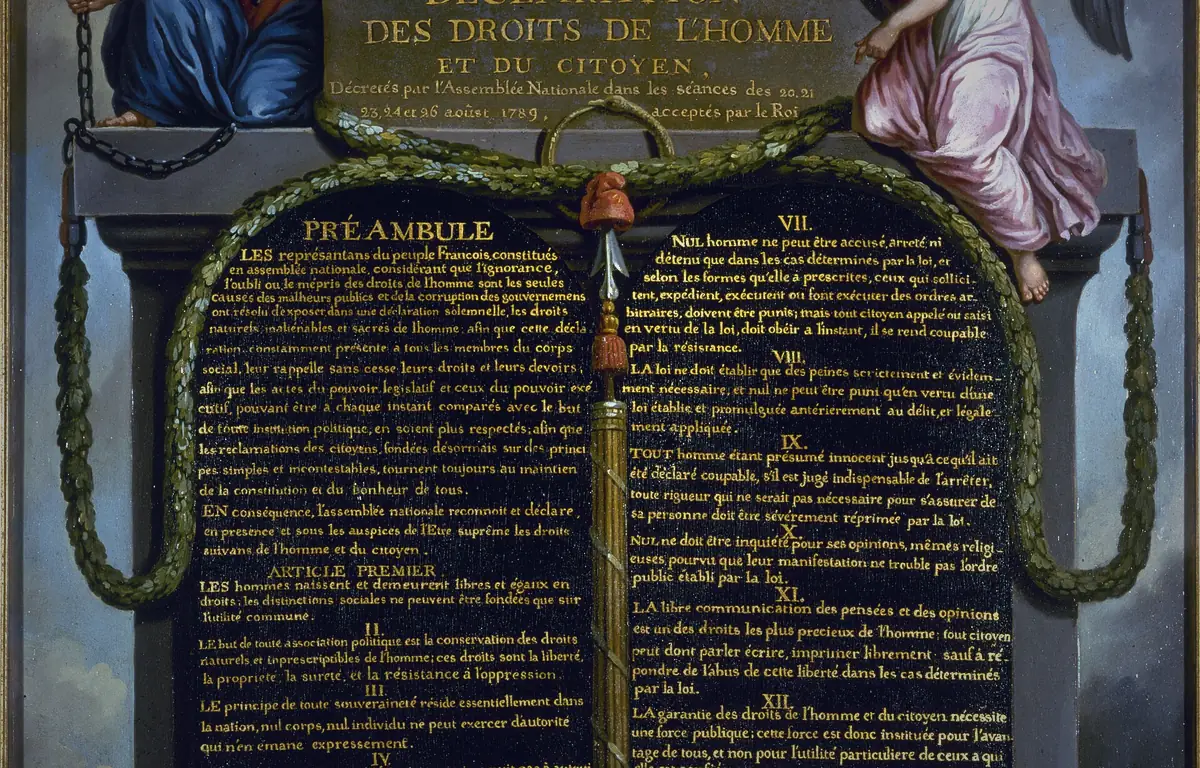 DÉCLARATION
DES DROITS DE L'HOMME
ET DU CITOYEN,
Décretés par l'Assemblée Nationale dans les séances des 20, 21
23, 24 et 26 août 1789, acceptés par le Roi
PRÉAMBULE
LES représentans du peuple Francois, constitués
en assemblée nationale, considérant que l'ignorance,
l'oubli ou le mépris des droits de l'homme sont les seules
causes des malheurs publics et de la corruption des gouvernemens
ont résolu d'exposer dans une déclaration solemnelle, les droits
naturels, inaliénables et sacrés de l'homme: afin que cette décla
ration, constamment présente à tous les membres du corps
social, leur rappelle sans cesse leurs droits et leurs devoirs,
afin que les actes du pouvoir législatif et ceux du pouvoir exé
cutif, pouvant être à chaque instant comparés avec le but
de toute institution politique, en soient plus respectés; afin que
les reclamations des citoyens, fondées désormais sur des princi
pes simples et incontestables, tournent toujours au maintien
de la constitution et du bonheur de tous.
EN conséquence, l'assemblée nationale reconnoit et déclare,
en presence et sous les auspices de l'Etre suprême les droits
suivans de l'homme et du citoyen.
ARTICLE PREMIER
LES hommes naissent et demeurent libres et égaux en
droits; les distinctions sociales ne peuvent être fondées que sur
l'utilité commune.
II.
LE but de toute association politique est la conservation des droits
naturels et inprescriptibles de l'homme; ces droits sont la liberté,
la propriété, la sureté, et la résistance à l'oppression.
III.
LE principe de toute souveraineté réside essentiellement dans
la nation, nul corps, nul individu ne peut exercer d'autorité
qui n'en émane expressement.
IV.
VII.
NUL homme ne peut être accusé, arreté, ni
détenu que dans les cas déterminés par la loi, et
selon les formes qu'elle à prescrites, ceux qui sollici-
tent, expédient, exécutent ou font exécuter des ordres ar-
bitraires, doivent être punis; mais tout citoyen appelé ou saisi
en vertu de la loi, doit obéir a l'instant, il se rend coupable
par la résistance.
VIII.
LA loi ne doit établir que des peines strictement et évidem-
ment nécessaire, et nul ne peut être puni qu'en vertu d'une
loi établie et promulguée antérierement au délit, et légale-
ment appliquée.
IX.
TOUT homme étant présumé innocent jusqu'à ce qu'il ait
été déclaré coupable, s'il est jugé indispensable de l'arrêter,
toute rigueur qui ne serait pas nécessaire pour s'assurer de
sa personne doit être sévèrement réprimée par la loi.
X.
NUL ne doit être inquiété pour ses opinions, mêmes religi-
euses, pourvu que leur manifestation ne trouble pas l'ordre
public établi par la loi.
XI.
LA libre communication des pensées et des opinions
est un des droits les plus precieux de l'homme: tout citoyen
peut dont parler écrire, imprimer librement sauf à ré-
pondre de l'abus de cette liberté dans les cas déterminés
par la loi.
XII.
LA garantie des droits de l'homme et du citoyen nécessite
une force publique; cette force est donc instituée pour l'avan-
tage de tous, et non pour l'utilité particuliere de ceux a qui